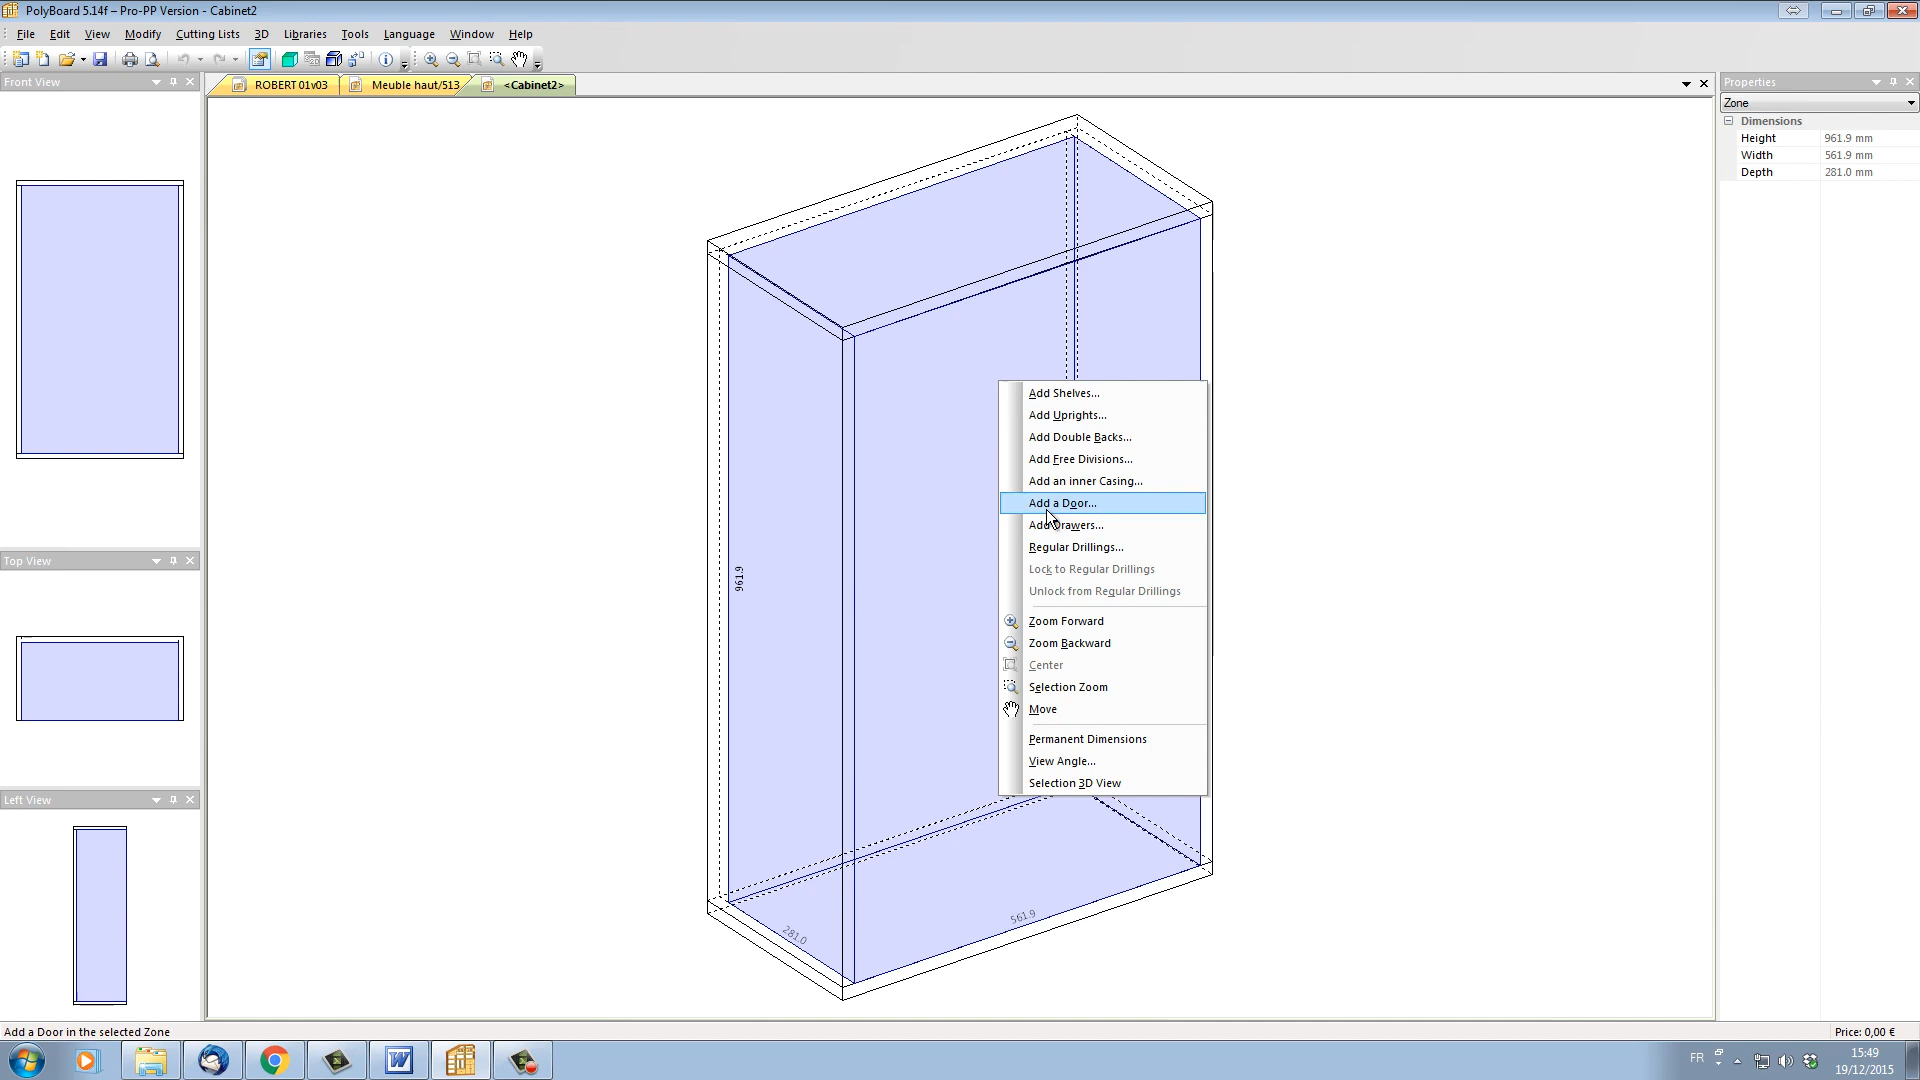 PolyBoard 5.14f – Pro-PP Version - Cabinet2
File Edit View Modify Cutting Lists 3D Libraries Tools Language Window Help
Front View
ROBERT 01v03
Meuble haut/513
<Cabinet2>
Properties
Zone
Dimensions
Height 961.9 mm
Width 561.9 mm
Depth 281.0 mm
Add Shelves...
Add Uprights...
Add Double Backs...
Add Free Divisions...
Add an inner Casing...
Add a Door...
Add Drawers...
Regular Drillings...
Lock to Regular Drillings
Unlock from Regular Drillings
Zoom Forward
Zoom Backward
Center
Selection Zoom
Move
Permanent Dimensions
View Angle...
Selection 3D View
961.9
561.9
281.0
Top View
Left View
Add a Door in the selected Zone
Price: 0,00 €
FR
15:49
19/12/2015